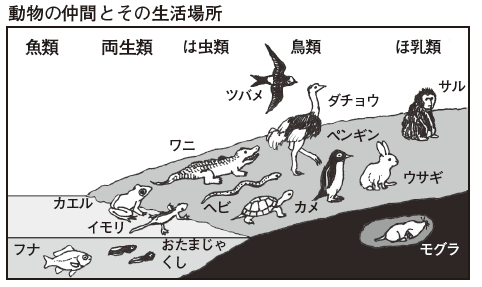 動物の仲間とその生活場所
魚類 両生類 は虫類 鳥類 ほ乳類
ツバメ
ダチョウ
サル
ペンギン
ワニ
ウサギ
カエル
ヘビ
カメ
イモリ
フナ
おたまじゃ
くし
モグラ